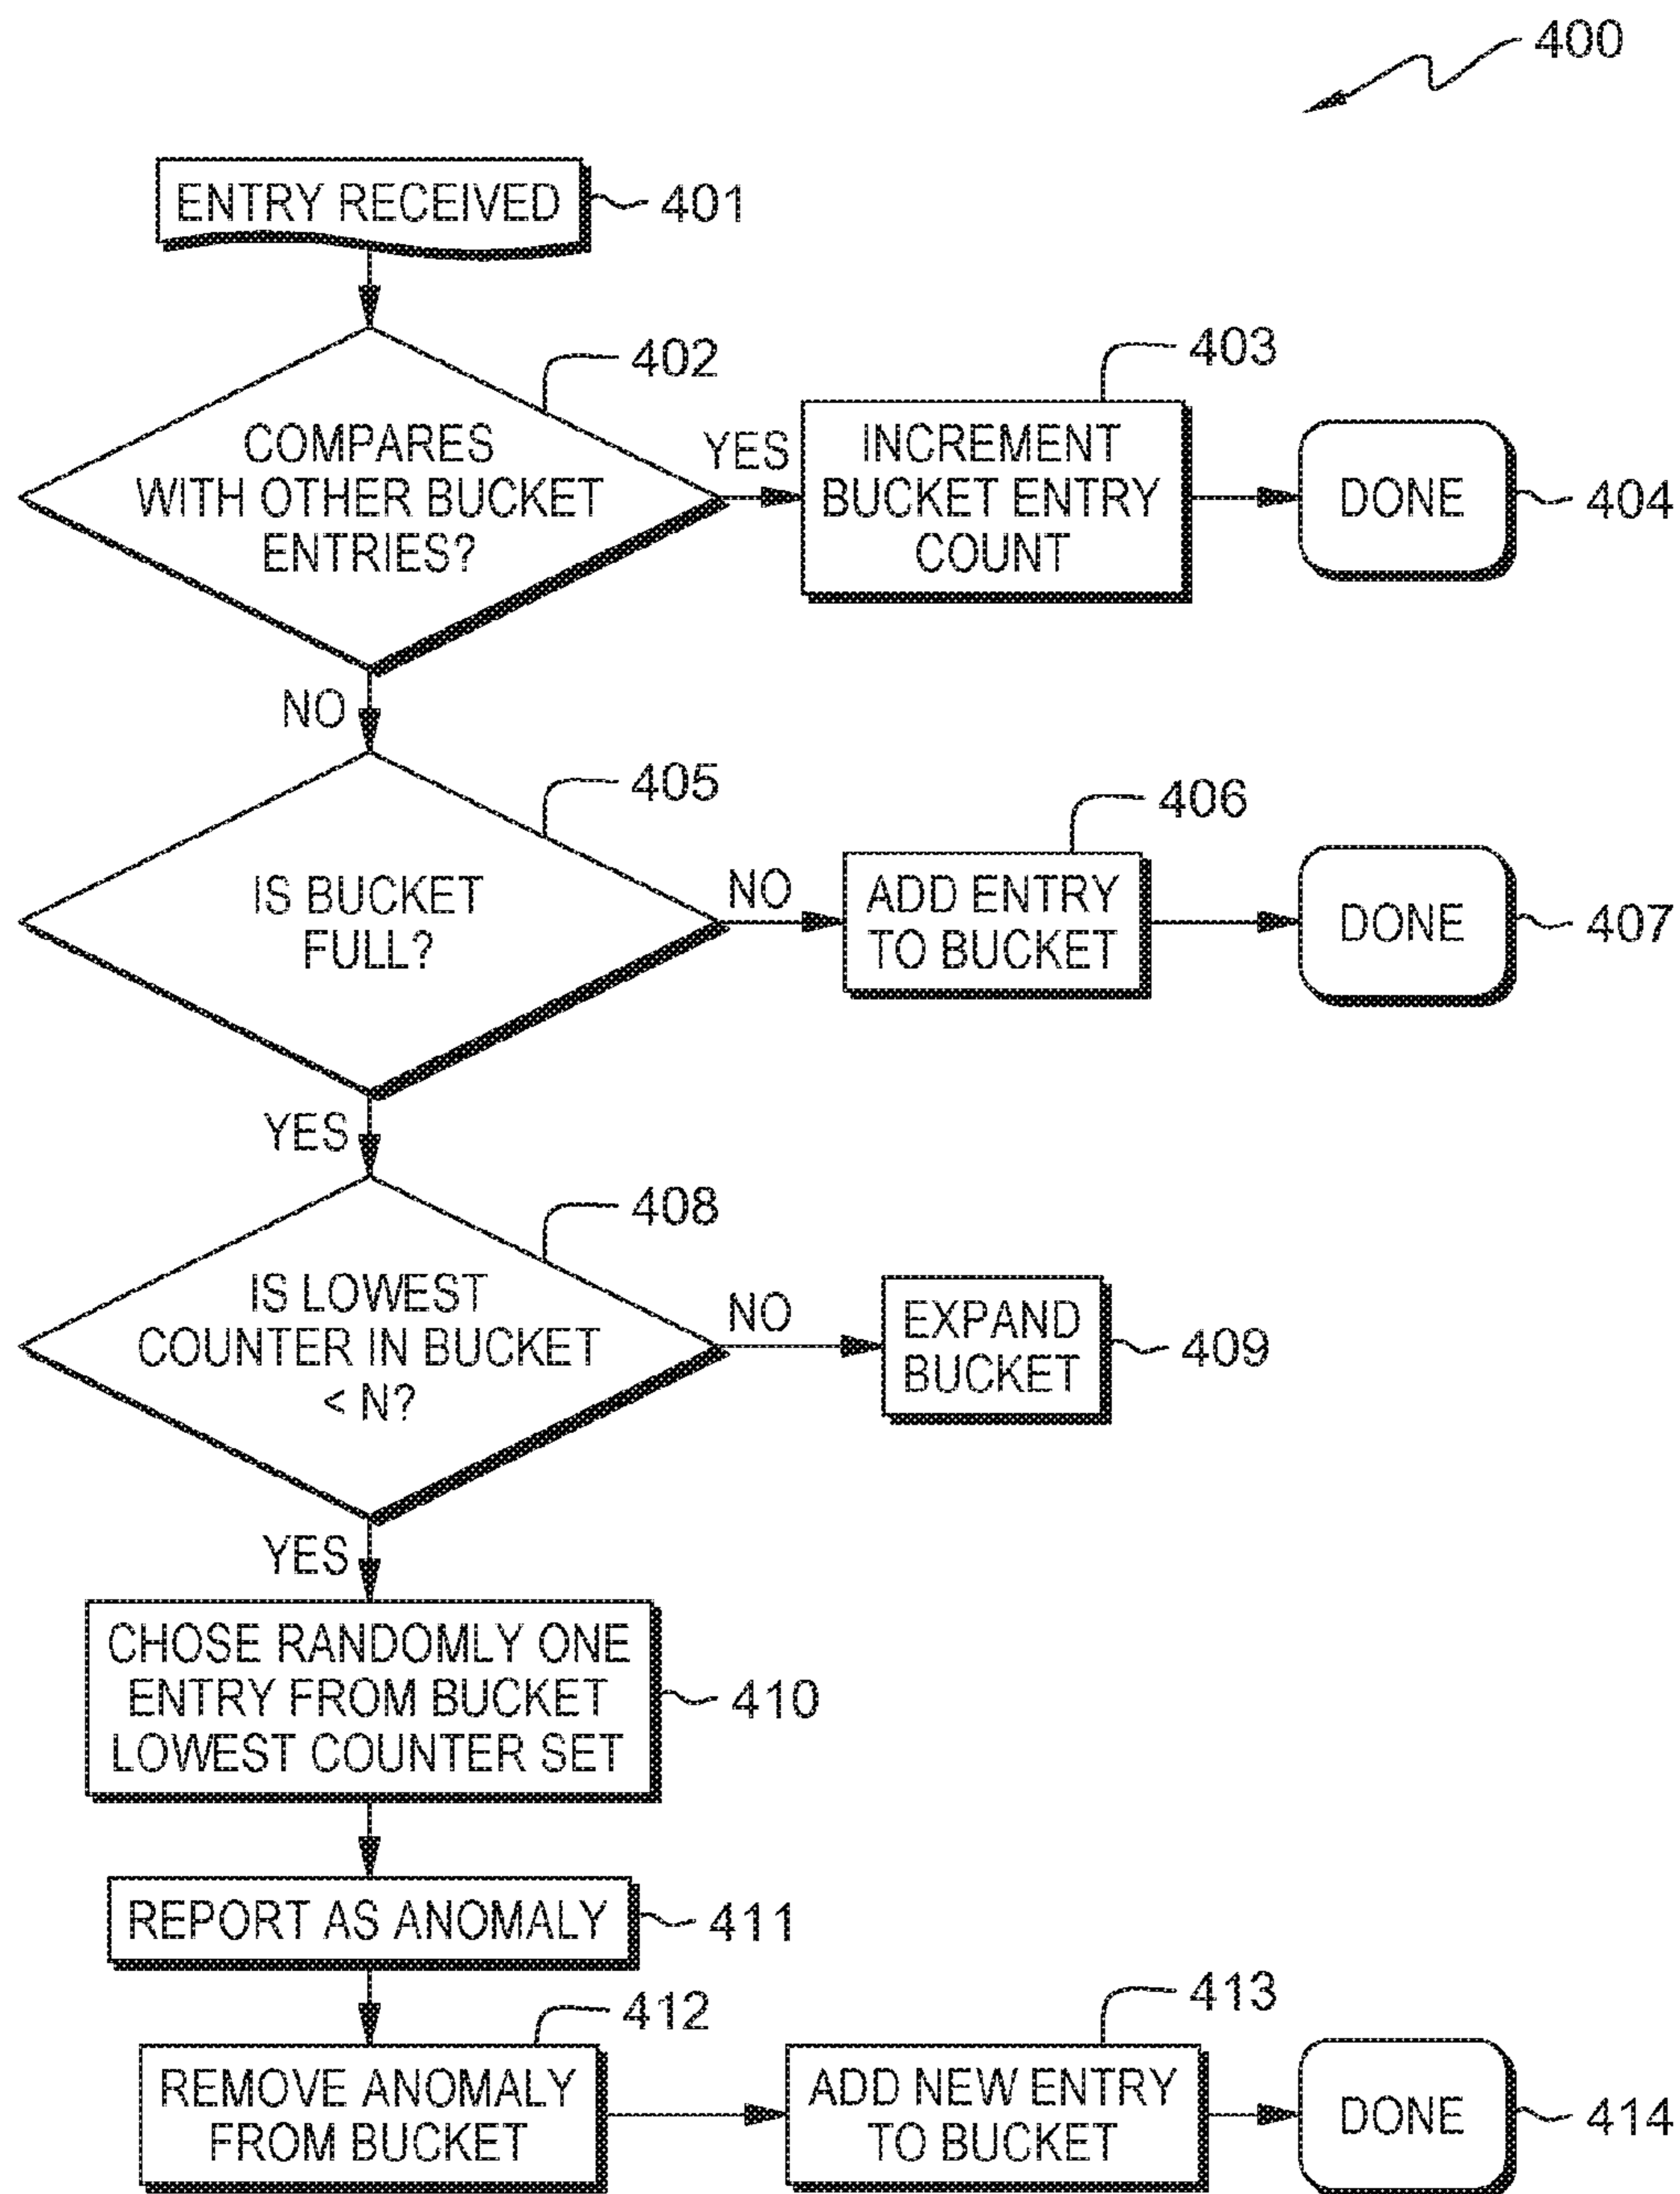 400
ENTRY RECEIVED
401
402
COMPARES
WITH OTHER BUCKET
ENTRIES?
YES
403
INCREMENT
BUCKET ENTRY
COUNT
DONE
404
NO
405
IS BUCKET
FULL?
NO
406
ADD ENTRY
TO BUCKET
DONE
407
YES
408
IS LOWEST
COUNTER IN BUCKET
< N?
NO
EXPAND
BUCKET
409
YES
CHOSE RANDOMLY ONE
ENTRY FROM BUCKET
LOWEST COUNTER SET
410
REPORT AS ANOMALY
411
412
REMOVE ANOMALY
FROM BUCKET
413
ADD NEW ENTRY
TO BUCKET
DONE
414